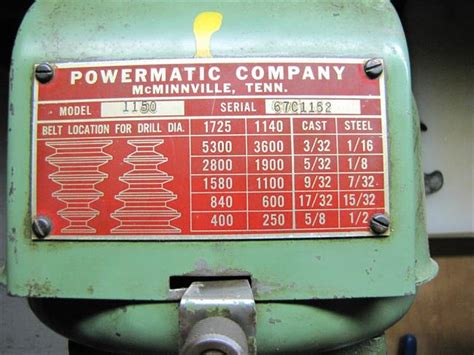 POWERMATIC COMPANY
McMINNVILLE, TENN.
MODEL 1150 SERIAL 67C1152
BELT LOCATION FOR DRILL DIA. 1725 1140 CAST STEEL
5300 3600 3/32 1/16
2800 1900 5/32 1/8
1580 1100 9/32 7/32
840 600 17/32 15/32
400 250 5/8 1/2